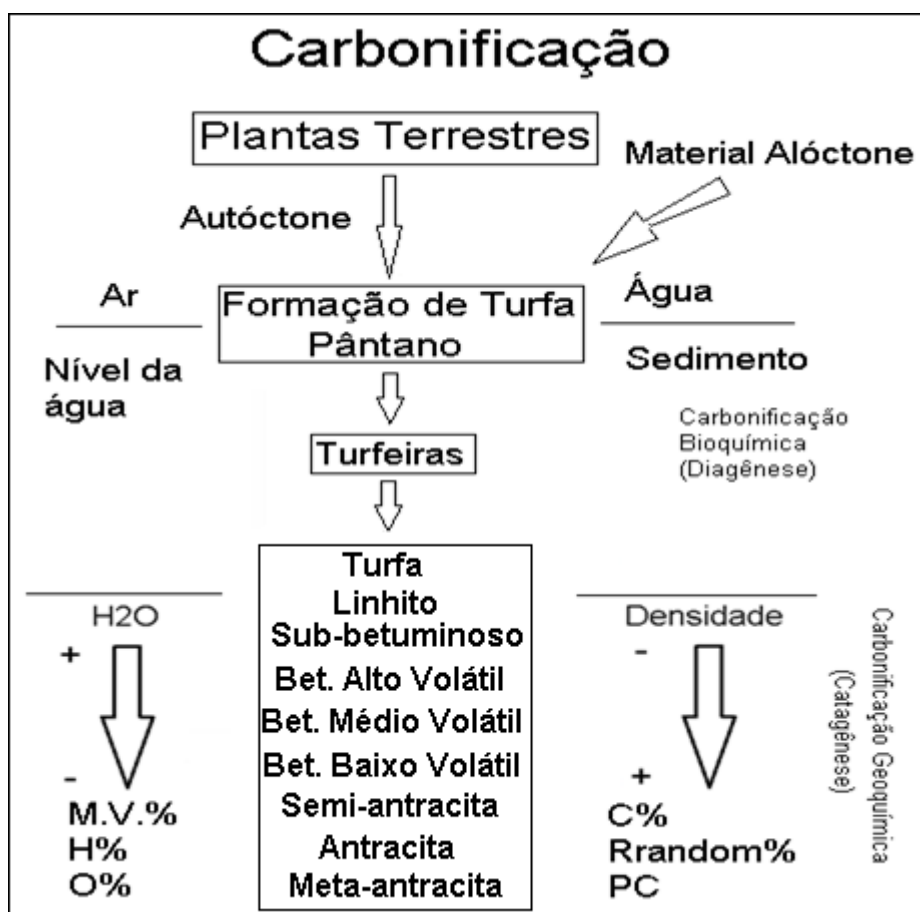 Carbonificação
Plantas Terrestres
Material Alóctone
Autóctone
Ar
Formação de Turfa
Pântano
Água
Nível da
água
Sedimento
Carbonificação
Bioquímica
(Diagênese)
Turfeiras
Turfa
Linhito
Sub-betuminoso
Bet. Alto Volátil
Bet. Médio Volátil
Bet. Baixo Volátil
Semi-antracita
Antracita
Meta-antracita
H2O
+
-
M.V.%
H%
O%
Densidade
-
+
C%
Rrandom%
PC
Carbonificação Geoquímica
(Catagênese)